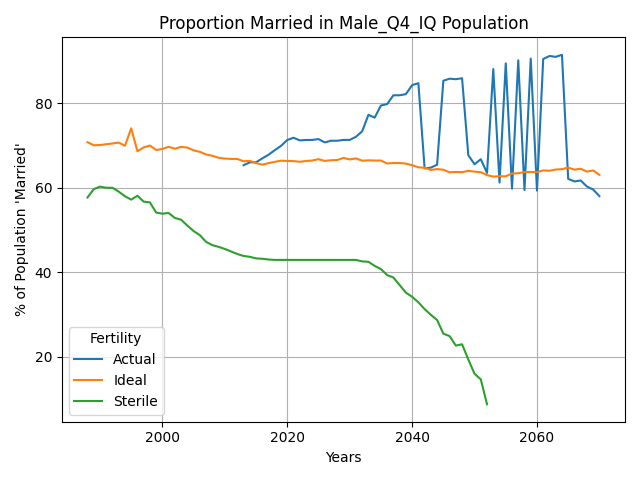 Proportion Married in Male_Q4_IQ Population
% of Population 'Married'
80
60
40
20
Fertility
Actual
Ideal
Sterile
2000
2020
2040
2060
Years